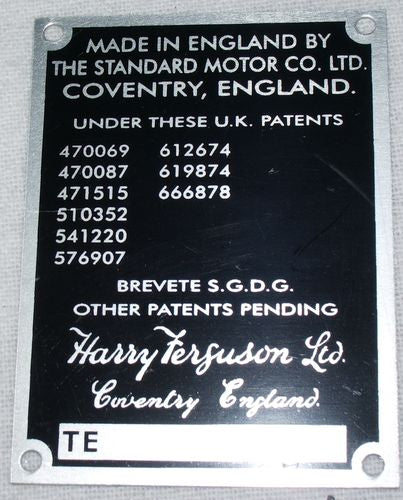 MADE IN ENGLAND BY
THE STANDARD MOTOR CO. LTD.
COVENTRY, ENGLAND.
UNDER THESE U.K. PATENTS
470069 612674
470087 619874
471515 666878
510352
541220
576907
BREVETE S.G.D.G.
OTHER PATENTS PENDING
Harry Ferguson Ltd.
Coventry England.
TE